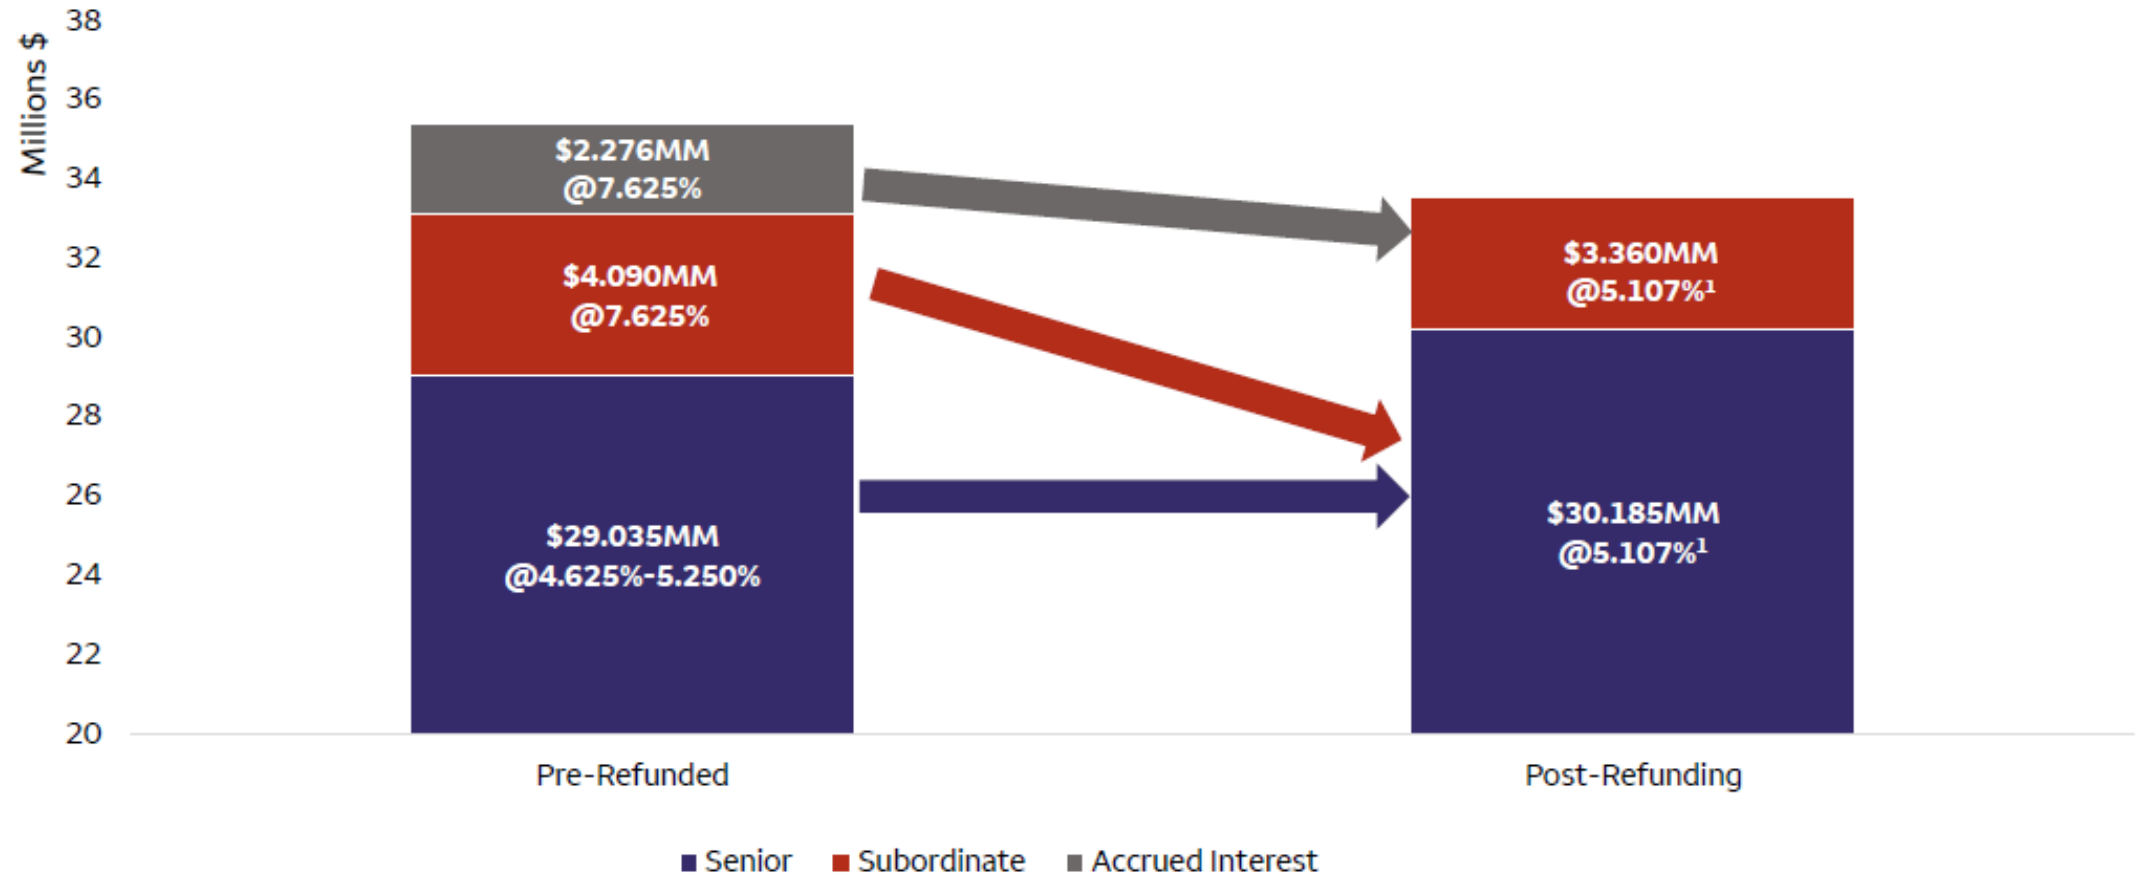 Millions $
38
36
34
32
30
28
26
24
22
20
$2.276MM
@7.625%
$4.090MM
@7.625%
$29.035MM
@4.625%-5.250%
$3.360MM
@5.107%¹
$30.185MM
@5.107%¹
Pre-Refunded
Post-Refunding
Senior
Subordinate
Accrued Interest